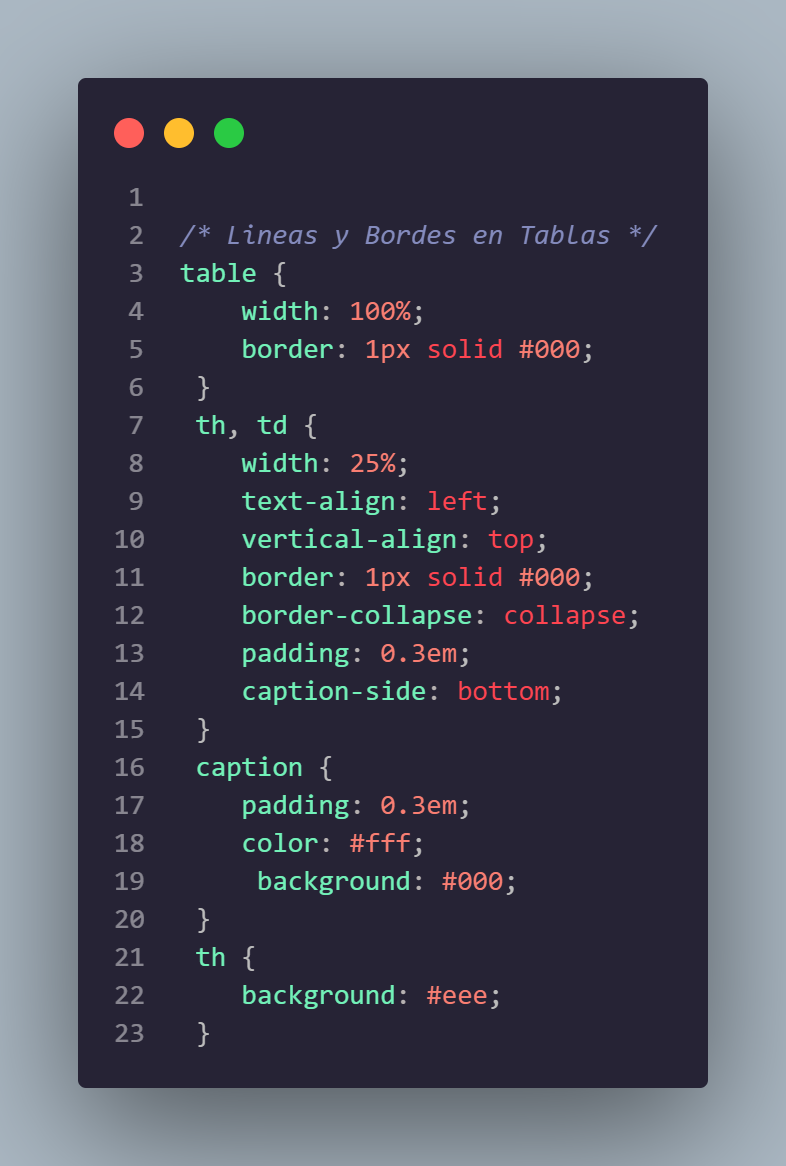 1
2 /* Lineas y Bordes en Tablas */
3 table {
4     width: 100%;
5     border: 1px solid #000;
6  }
7  th, td {
8     width: 25%;
9     text-align: left;
10     vertical-align: top;
11     border: 1px solid #000;
12     border-collapse: collapse;
13     padding: 0.3em;
14     caption-side: bottom;
15  }
16  caption {
17     padding: 0.3em;
18     color: #fff;
19      background: #000;
20  }
21  th {
22     background: #eee;
23  }